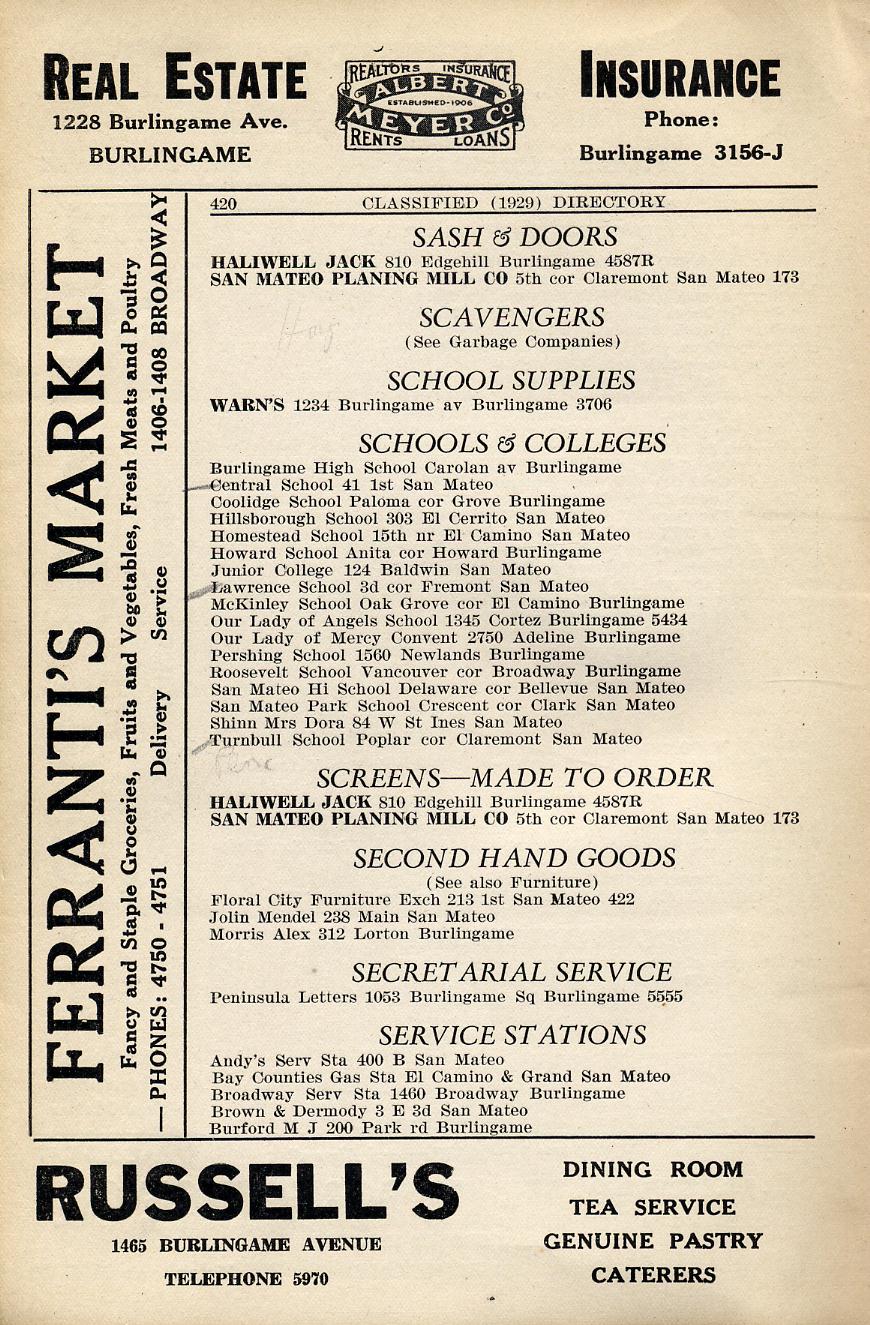 REAL ESTATE
1228 Burlingame Ave.
BURLINGAME
REALTORS INSURANCE
ALBERT
ESTABLISHED-1906
MEYER Co
RENTS LOANS
INSURANCE
Phone:
Burlingame 3156-J
FERRANTI'S MARKET
Fancy and Staple Groceries, Fruits and Vegetables, Fresh Meats and Poultry
—PHONES: 4750 - 4751 Delivery Service 1406-1408 BROADWAY
420 CLASSIFIED (1929) DIRECTORY
SASH & DOORS
HALIWELL JACK 810 Edgehill Burlingame 4587R
SAN MATEO PLANING MILL CO 5th cor Claremont San Mateo 173
SCAVENGERS
(See Garbage Companies)
SCHOOL SUPPLIES
WARN'S 1234 Burlingame av Burlingame 3706
SCHOOLS & COLLEGES
Burlingame High School Carolan av Burlingame
Central School 41 1st San Mateo
Coolidge School Paloma cor Grove Burlingame
Hillsborough School 303 El Cerrito San Mateo
Homestead School 15th nr El Camino San Mateo
Howard School Anita cor Howard Burlingame
Junior College 124 Baldwin San Mateo
Lawrence School 3d cor Fremont San Mateo
McKinley School Oak Grove cor El Camino Burlingame
Our Lady of Angels School 1345 Cortez Burlingame 5434
Our Lady of Mercy Convent 2750 Adeline Burlingame
Pershing School 1560 Newlands Burlingame
Roosevelt School Vancouver cor Broadway Burlingame
San Mateo Hi School Delaware cor Bellevue San Mateo
San Mateo Park School Crescent cor Clark San Mateo
Shinn Mrs Dora 84 W St Ines San Mateo
Turnbull School Poplar cor Claremont San Mateo
SCREENS—MADE TO ORDER
HALIWELL JACK 810 Edgehill Burlingame 4587R
SAN MATEO PLANING MILL CO 5th cor Claremont San Mateo 173
SECOND HAND GOODS
(See also Furniture)
Floral City Furniture Exch 213 1st San Mateo 422
Jolin Mendel 238 Main San Mateo
Morris Alex 312 Lorton Burlingame
SECRETARIAL SERVICE
Peninsula Letters 1053 Burlingame Sq Burlingame 5555
SERVICE STATIONS
Andy's Serv Sta 400 B San Mateo
Bay Counties Gas Sta El Camino & Grand San Mateo
Broadway Serv Sta 1460 Broadway Burlingame
Brown & Dermody 3 E 3d San Mateo
Burford M J 200 Park rd Burlingame
RUSSELL'S
1465 BURLINGAME AVENUE
TELEPHONE 5970
DINING ROOM
TEA SERVICE
GENUINE PASTRY
CATERERS